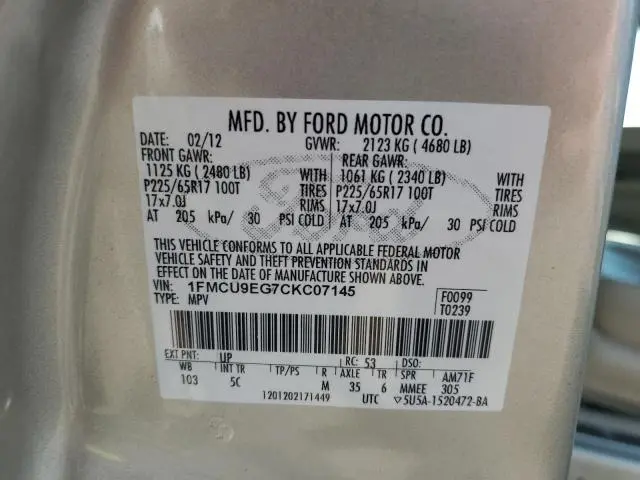 MFD. BY FORD MOTOR CO.
DATE: 02/12 GVWR: 2123 KG ( 4680 LB)
FRONT GAWR: REAR GAWR:
1125 KG ( 2480 LB) WITH 1061 KG ( 2340 LB) WITH
P225/65R17 100T TIRES P225/65R17 100T TIRES
17x7.0J RIMS 17x7.0J RIMS
AT 205 kPa/ 30 PSI COLD AT 205 kPa/ 30 PSI COLD
THIS VEHICLE CONFORMS TO ALL APPLICABLE FEDERAL MOTOR
VEHICLE SAFETY AND THEFT PREVENTION STANDARDS IN
EFFECT ON THE DATE OF MANUFACTURE SHOWN ABOVE.
VIN: 1FMCU9EG7CKC07145 F0099
TYPE: MPV T0239
EXT PNT: UP RC: 53 DSO:
WB INT TR TP/PS R AXLE TR SPR AM71F
103 5C M 35 6 MMEE 305
1201202171449 UTC ▽5U5A-1520472-BA
Ford